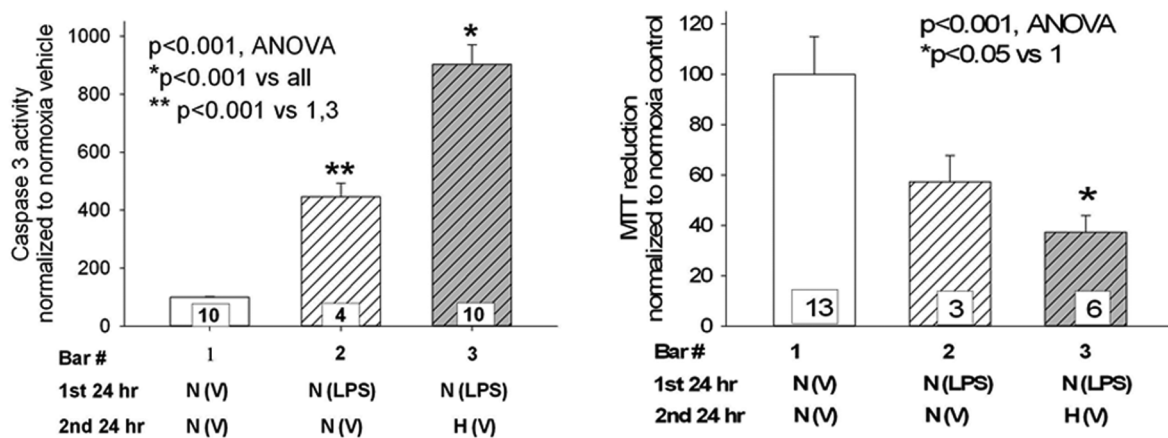 Caspase 3 activity
normalized to normoxia vehicle
1000
800
600
400
200
0
p<0.001, ANOVA
*p<0.001 vs all
** p<0.001 vs 1,3
**
*
10
4
10
Bar # 1 2 3
1st 24 hr N (V) N (LPS) N (LPS)
2nd 24 hr N (V) N (V) H (V)
MTT reduction
normalized to normoxia control
120
100
80
60
40
20
0
p<0.001, ANOVA
*p<0.05 vs 1
*
13
3
6
Bar # 1 2 3
1st 24 hr N (V) N (LPS) N (LPS)
2nd 24 hr N (V) N (V) H (V)